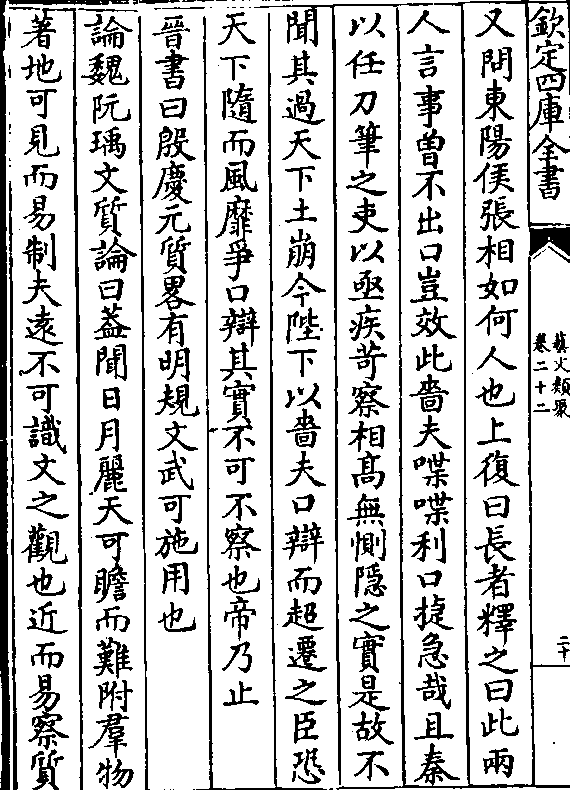 欽定四庫全書
藝文類聚
卷二十二
二十
又問東陽侯張相如何人也上復曰長者釋之曰此兩
人言事曽不出口豈效此嗇夫喋喋利口捷急哉且秦
以任刀筆之吏以亟疾苛察相髙無惻隠之實是故不
聞其過天下土崩今陛下以嗇夫口辯而超遷之臣恐
天下隨而風靡爭口辯其實不可不察也帝乃止
晉書曰殷慶元質畧有明規文武可施用也
論魏阮瑀文質論曰葢聞日月麗天可瞻而難附羣物
著地可見而易制夫遠不可識文之觀也近而易察質